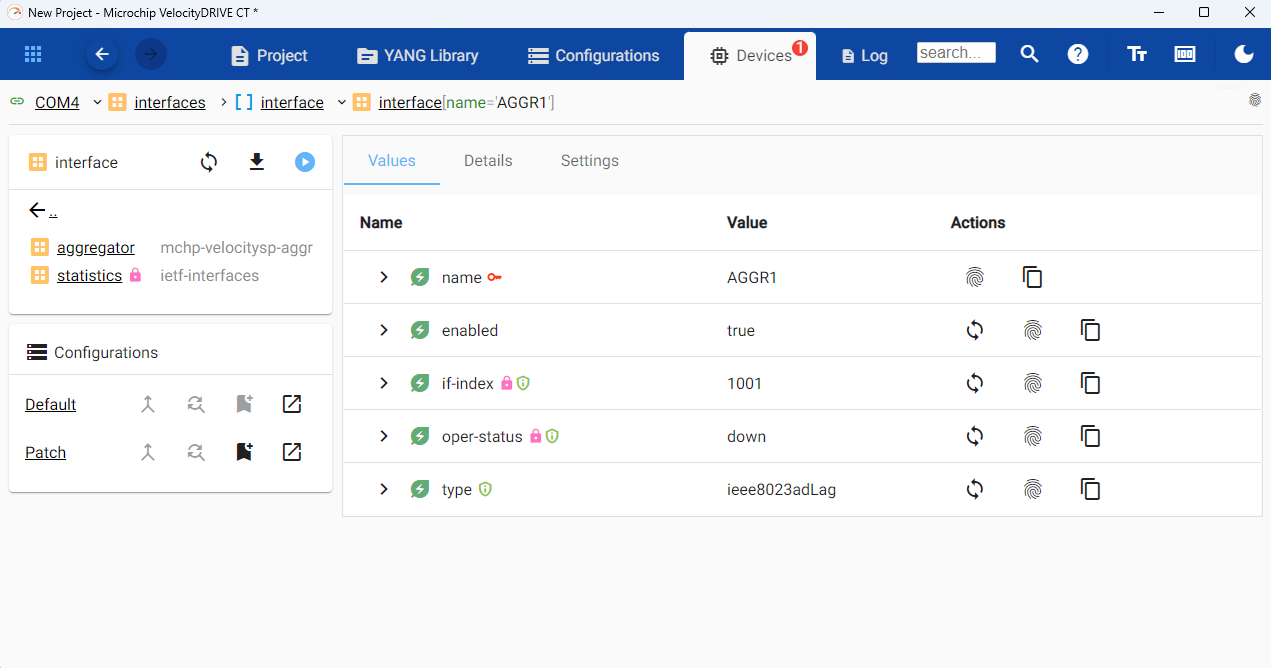 New Project - Microchip VelocityDRIVE CT *
Project YANG Library Configurations Devices 1 Log search...
COM4 interfaces interface interface[name='AGGR1']
interface
..
aggregator mchp-velocitysp-aggr
statistics ietf-interfaces
Configurations
Default
Patch
Values Details Settings
Name Value Actions
name AGGR1
enabled true
if-index 1001
oper-status down
type ieee8023adLag